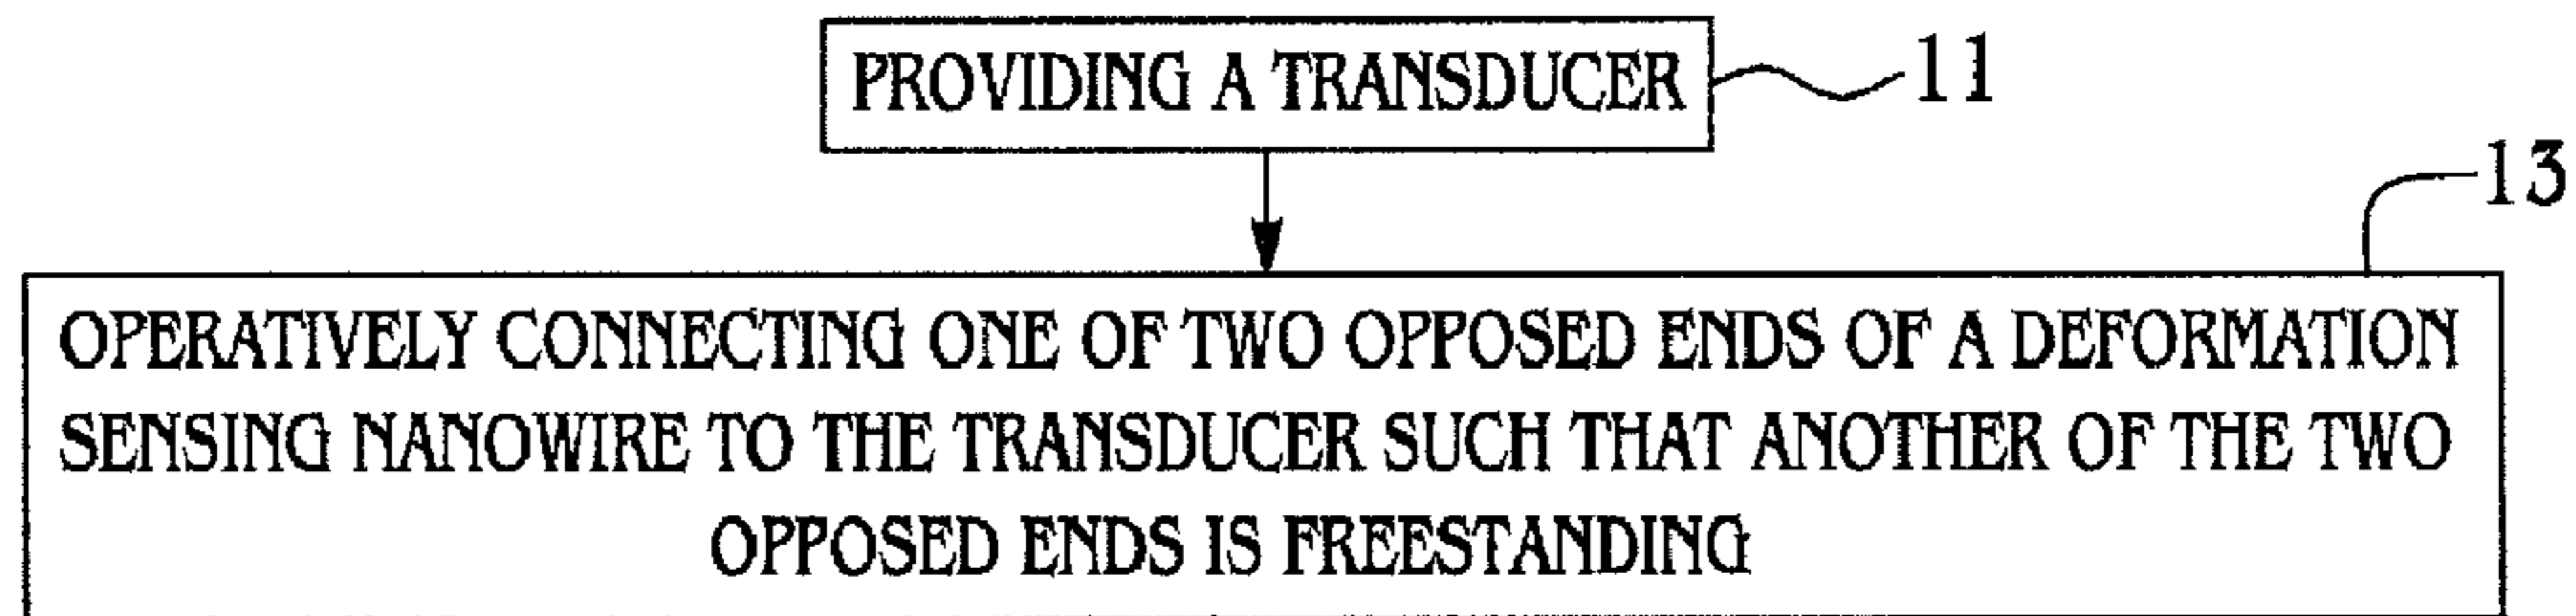 PROVIDING A TRANSDUCER
11
13
OPERATIVELY CONNECTING ONE OF TWO OPPOSED ENDS OF A DEFORMATION
SENSING NANOWIRE TO THE TRANSDUCER SUCH THAT ANOTHER OF THE TWO
OPPOSED ENDS IS FREESTANDING